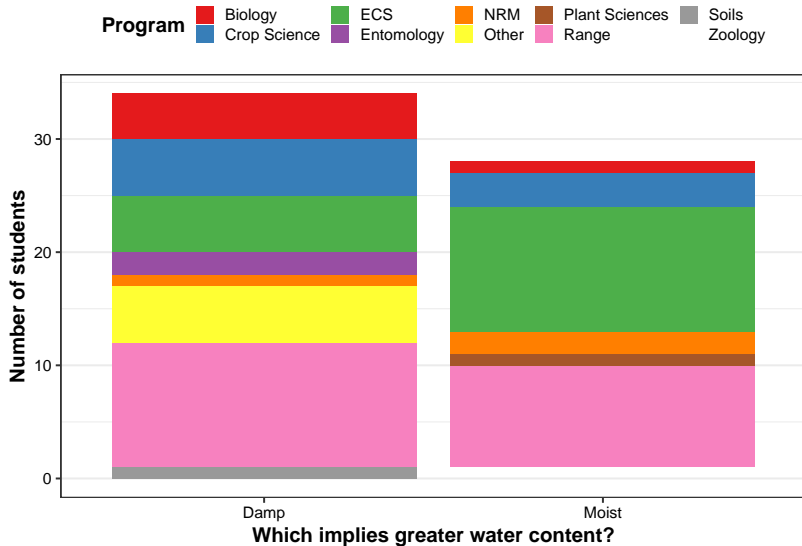 Program
Biology ECS NRM Plant Sciences Soils
Crop Science Entomology Other Range Zoology
Number of students
30
20
10
0
Damp Moist
Which implies greater water content?